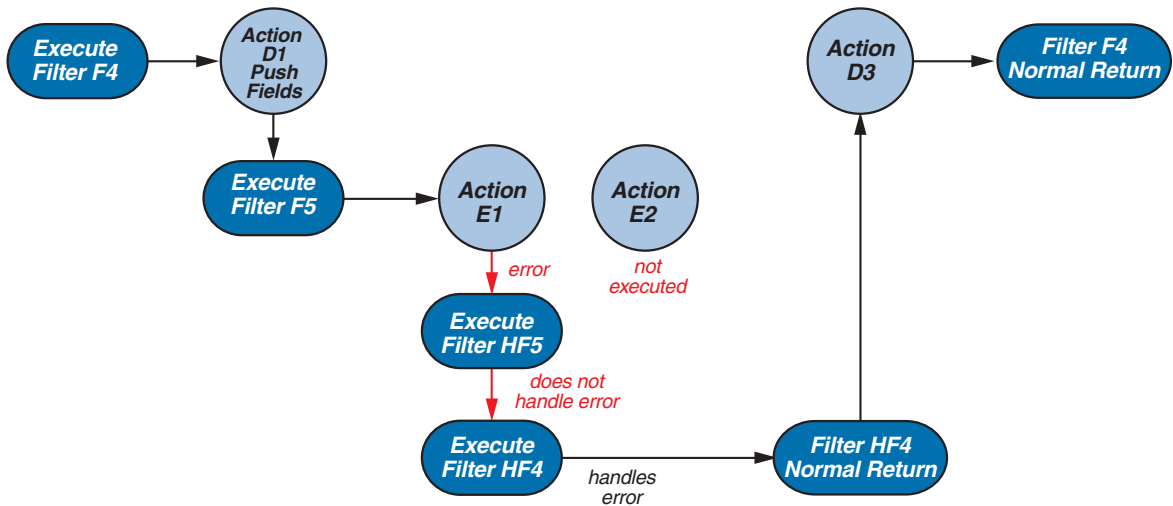 Execute
Filter F4
Action
D1
Push
Fields
Action
D3
Filter F4
Normal Return
Execute
Filter F5
Action
E1
Action
E2
error
not
executed
Execute
Filter HF5
does not
handle error
Execute
Filter HF4
handles
error
Filter HF4
Normal Return